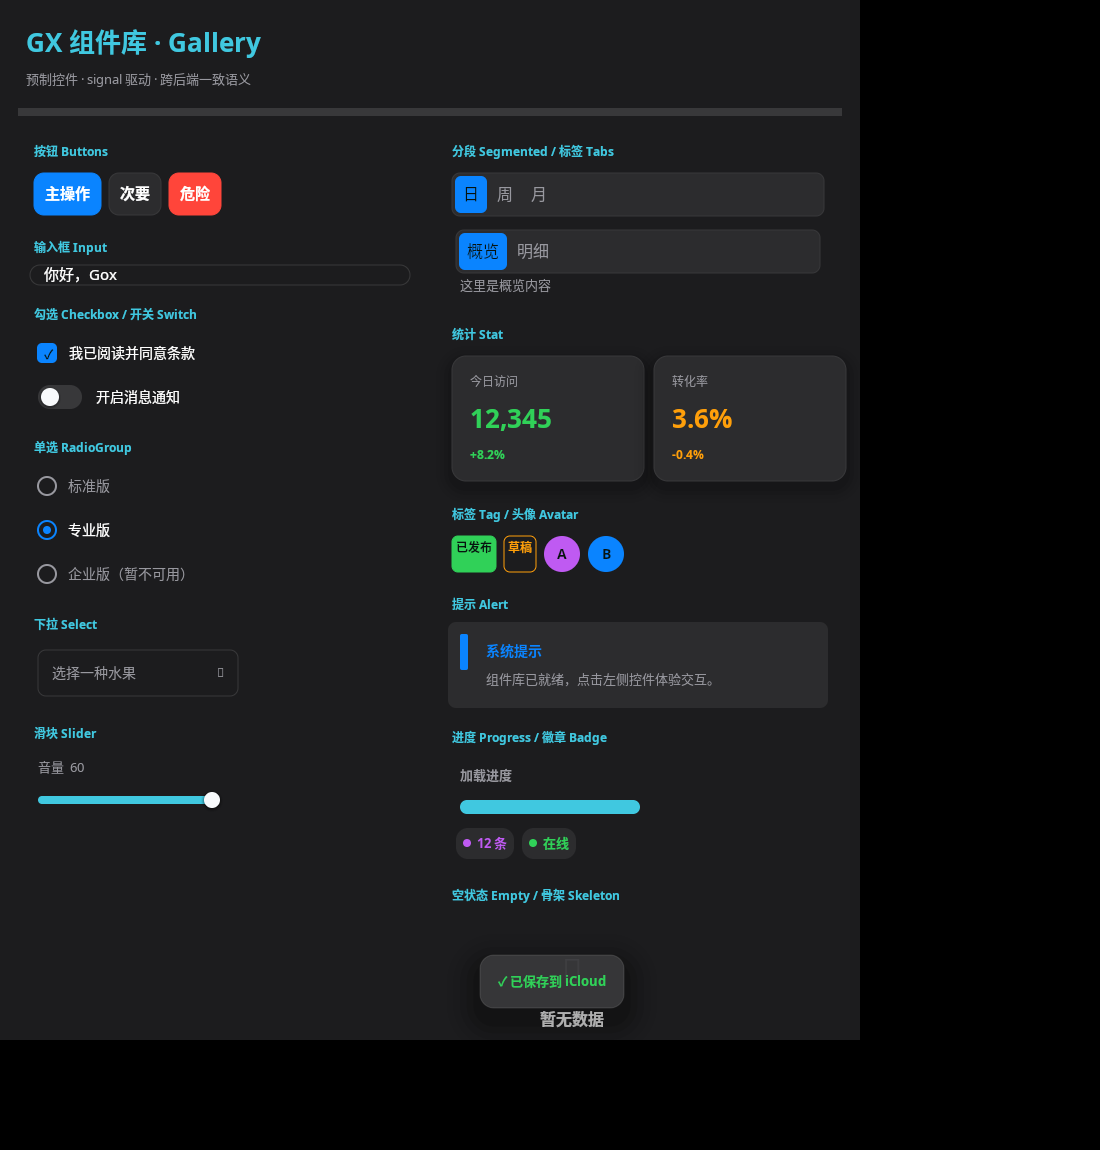 GX 组件库 · Gallery
预制控件 · signal 驱动 · 跨后端一致语义
按钮 Buttons
主操作 次要 危险
输入框 Input
你好，Gox
勾选 Checkbox / 开关 Switch
✓ 我已阅读并同意条款
开启消息通知
单选 RadioGroup
标准版
专业版
企业版（暂不可用）
下拉 Select
选择一种水果
滑块 Slider
音量 60
分段 Segmented / 标签 Tabs
日 周 月
概览 明细
这里是概览内容
统计 Stat
今日访问
12,345
+8.2%
转化率
3.6%
-0.4%
标签 Tag / 头像 Avatar
已发布 草稿 A B
提示 Alert
系统提示
组件库已就绪，点击左侧控件体验交互。
进度 Progress / 徽章 Badge
加载进度
12 条 在线
空状态 Empty / 骨架 Skeleton
✓ 已保存到 iCloud
暂无数据